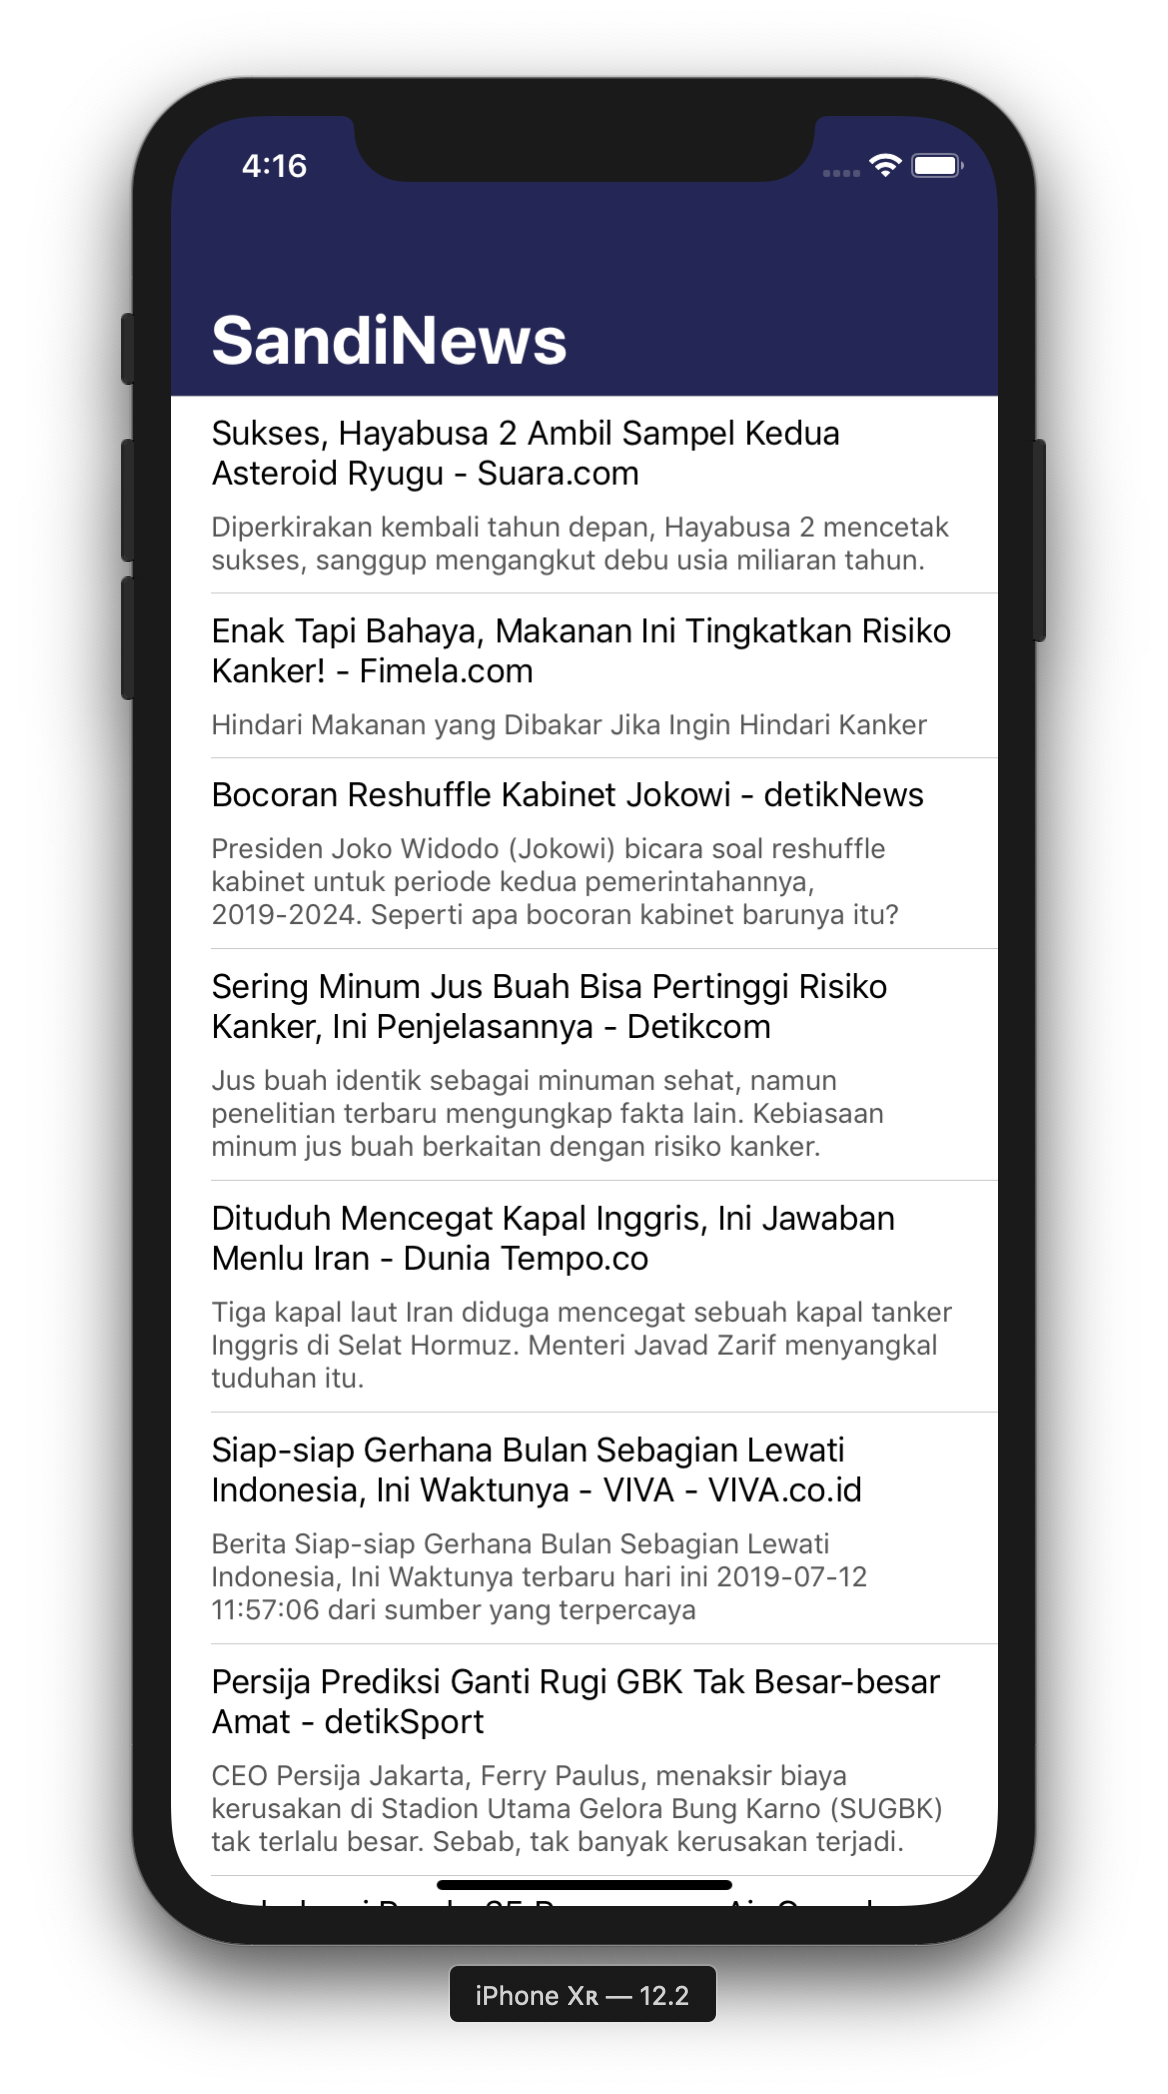 4:16
SandiNews
Sukses, Hayabusa 2 Ambil Sampel Kedua
Asteroid Ryugu - Suara.com
Diperkirakan kembali tahun depan, Hayabusa 2 mencetak
sukses, sanggup mengangkut debu usia miliaran tahun.
Enak Tapi Bahaya, Makanan Ini Tingkatkan Risiko
Kanker! - Fimela.com
Hindari Makanan yang Dibakar Jika Ingin Hindari Kanker
Bocoran Reshuffle Kabinet Jokowi - detikNews
Presiden Joko Widodo (Jokowi) bicara soal reshuffle
kabinet untuk periode kedua pemerintahannya,
2019-2024. Seperti apa bocoran kabinet barunya itu?
Sering Minum Jus Buah Bisa Pertinggi Risiko
Kanker, Ini Penjelasannya - Detikcom
Jus buah identik sebagai minuman sehat, namun
penelitian terbaru mengungkap fakta lain. Kebiasaan
minum jus buah berkaitan dengan risiko kanker.
Dituduh Mencegat Kapal Inggris, Ini Jawaban
Menlu Iran - Dunia Tempo.co
Tiga kapal laut Iran diduga mencegat sebuah kapal tanker
Inggris di Selat Hormuz. Menteri Javad Zarif menyangkal
tuduhan itu.
Siap-siap Gerhana Bulan Sebagian Lewati
Indonesia, Ini Waktunya - VIVA - VIVA.co.id
Berita Siap-siap Gerhana Bulan Sebagian Lewati
Indonesia, Ini Waktunya terbaru hari ini 2019-07-12
11:57:06 dari sumber yang terpercaya
Persija Prediksi Ganti Rugi GBK Tak Besar-besar
Amat - detikSport
CEO Persija Jakarta, Ferry Paulus, menaksir biaya
kerusakan di Stadion Utama Gelora Bung Karno (SUGBK)
tak terlalu besar. Sebab, tak banyak kerusakan terjadi.
iPhone Xʀ — 12.2